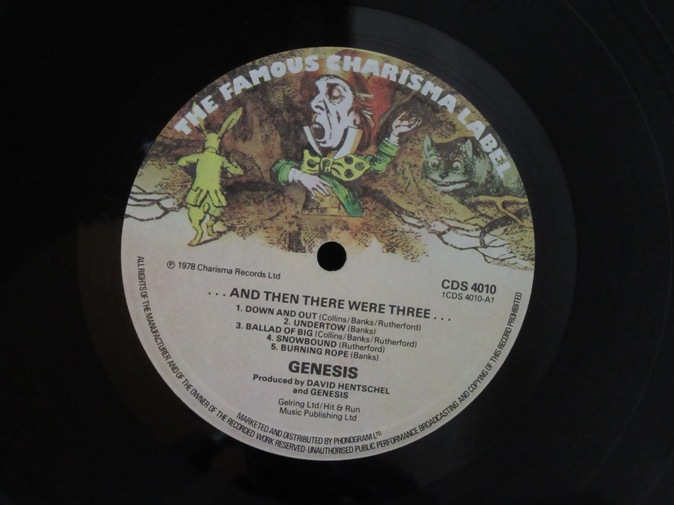 THE FAMOUS CHARISMA LABEL
℗ 1978 Charisma Records Ltd
CDS 4010
↑CDS 4010-A↑
...AND THEN THERE WERE THREE...
1. DOWN AND OUT (Collins/Banks/Rutherford)
2. UNDERTOW (Banks)
3. BALLAD OF BIG (Collins/Banks/Rutherford)
4. SNOWBOUND (Rutherford)
5. BURNING ROPE (Banks)
GENESIS
Produced by DAVID HENTSCHEL
and GENESIS
Gelring Ltd/Hit & Run
Music Publishing Ltd
MARKETED AND DISTRIBUTED BY PHONOGRAM LTD
ALL RIGHTS OF THE MANUFACTURER AND OF THE OWNER OF THE RECORDED WORK RESERVED UNAUTHORISED PUBLIC PERFORMANCE BROADCASTING AND COPYING OF THIS RECORD PROHIBITED